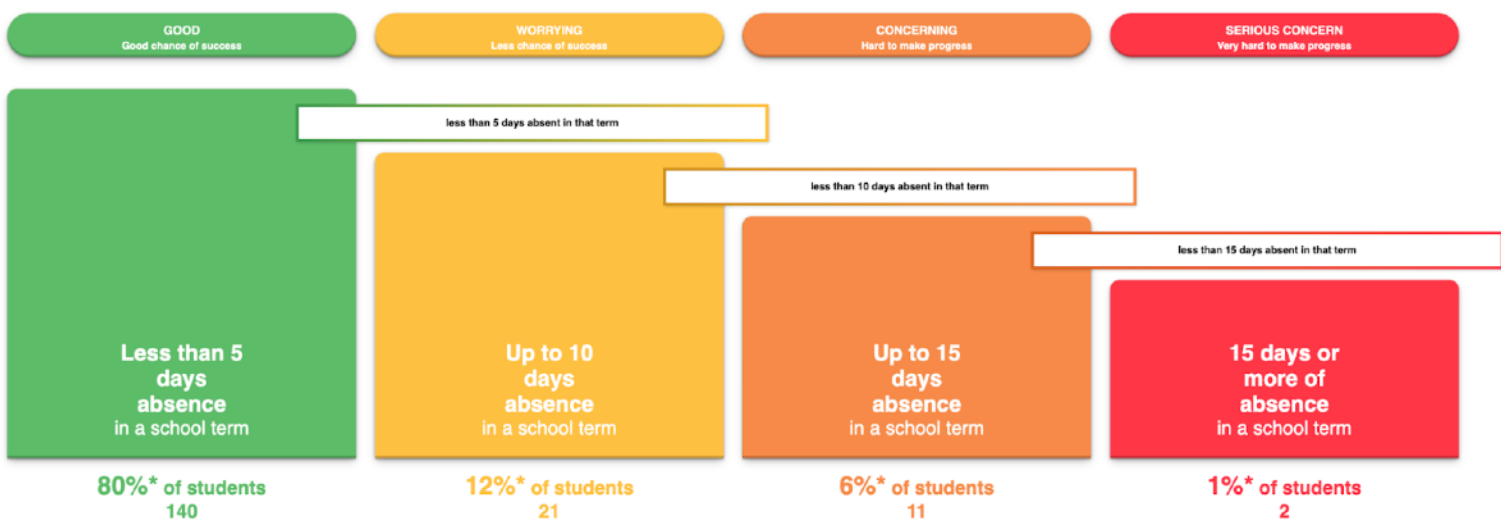 GOOD
Good chance of success
WORRYING
Less chance of success
CONCERNING
Hard to make progress
SERIOUS CONCERN
Very hard to make progress
less than 5 days absent in that term
less than 10 days absent in that term
less than 15 days absent in that term
Less than 5
days
absence
in a school term
Up to 10
days
absence
in a school term
Up to 15
days
absence
in a school term
15 days or
more of
absence
in a school term
80%* of students
140
12%* of students
21
6%* of students
11
1%* of students
2